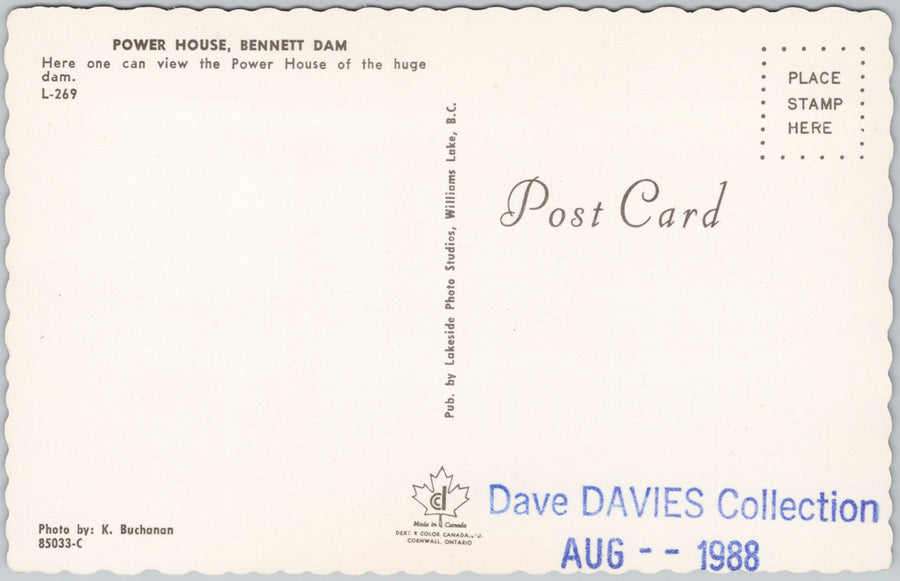 POWER HOUSE, BENNETT DAM
Here one can view the Power House of the huge
dam.
L-269
PLACE
STAMP
HERE
Pub. by Lakeside Photo Studios, Williams Lake, B.C.
Post Card
Photo by: K. Buchanan
85033-C
cd
Made in Canada
DEXT-R COLOR CANADA,
CORNWALL, ONTARIO
Dave DAVIES Collection
AUG -- 1988